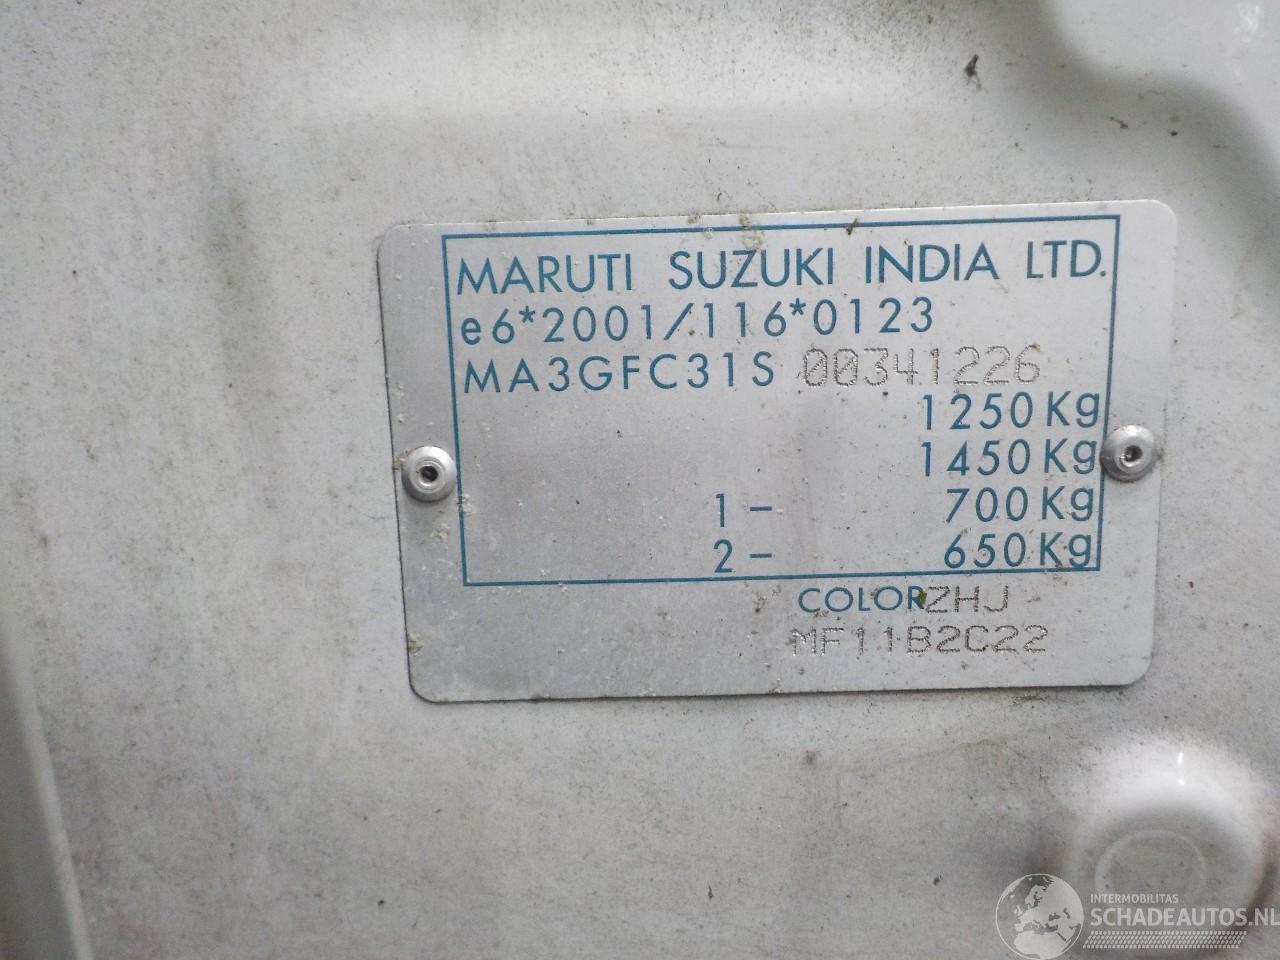 MARUTI SUZUKI INDIA LTD.
e6*2001/116*0123
MA3GFC31S 00341226
1250Kg
1450Kg
1- 700Kg
2- 650Kg
COLOR ZHJ
MF11B2C22
INTERMOBILITAS
SCHADEAUTOS.NL